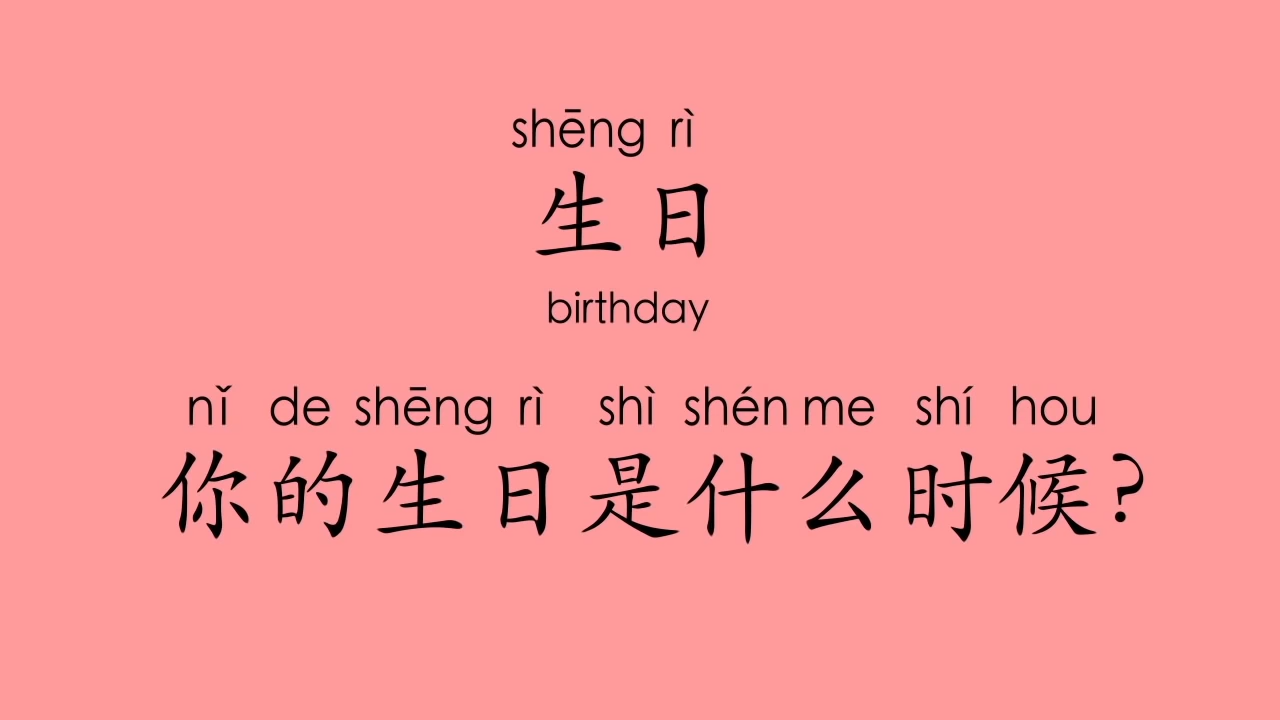 shēng rì
生日
birthday
nǐ de shēng rì shì shén me shí hou
你的生日是什么时候?